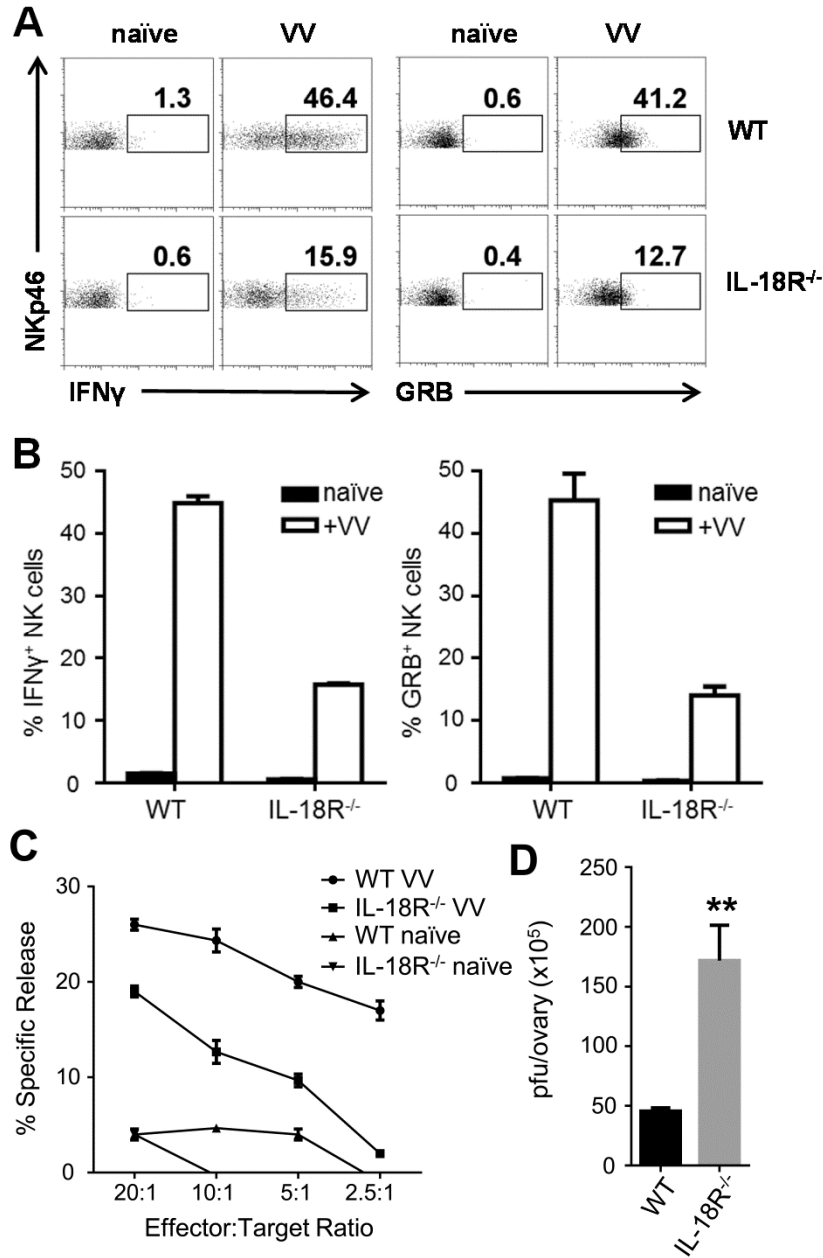 A
naïve VV naïve VV
1.3 46.4 0.6 41.2 WT
0.6 15.9 0.4 12.7 IL-18R-/-
NKp46
IFNγ GRB
B
50
40
30
20
10
0
% IFNγ+ NK cells
naïve
+VV
WT IL-18R-/-
50
40
30
20
10
0
% GRB+ NK cells
naïve
+VV
WT IL-18R-/-
C
30
20
10
0
% Specific Release
WT VV
IL-18R-/- VV
WT naïve
IL-18R-/- naïve
20:1 10:1 5:1 2.5:1
Effector:Target Ratio
D
250
200
150
100
50
0
pfu/ovary (x10⁵)
**
WT
IL-18R-/-